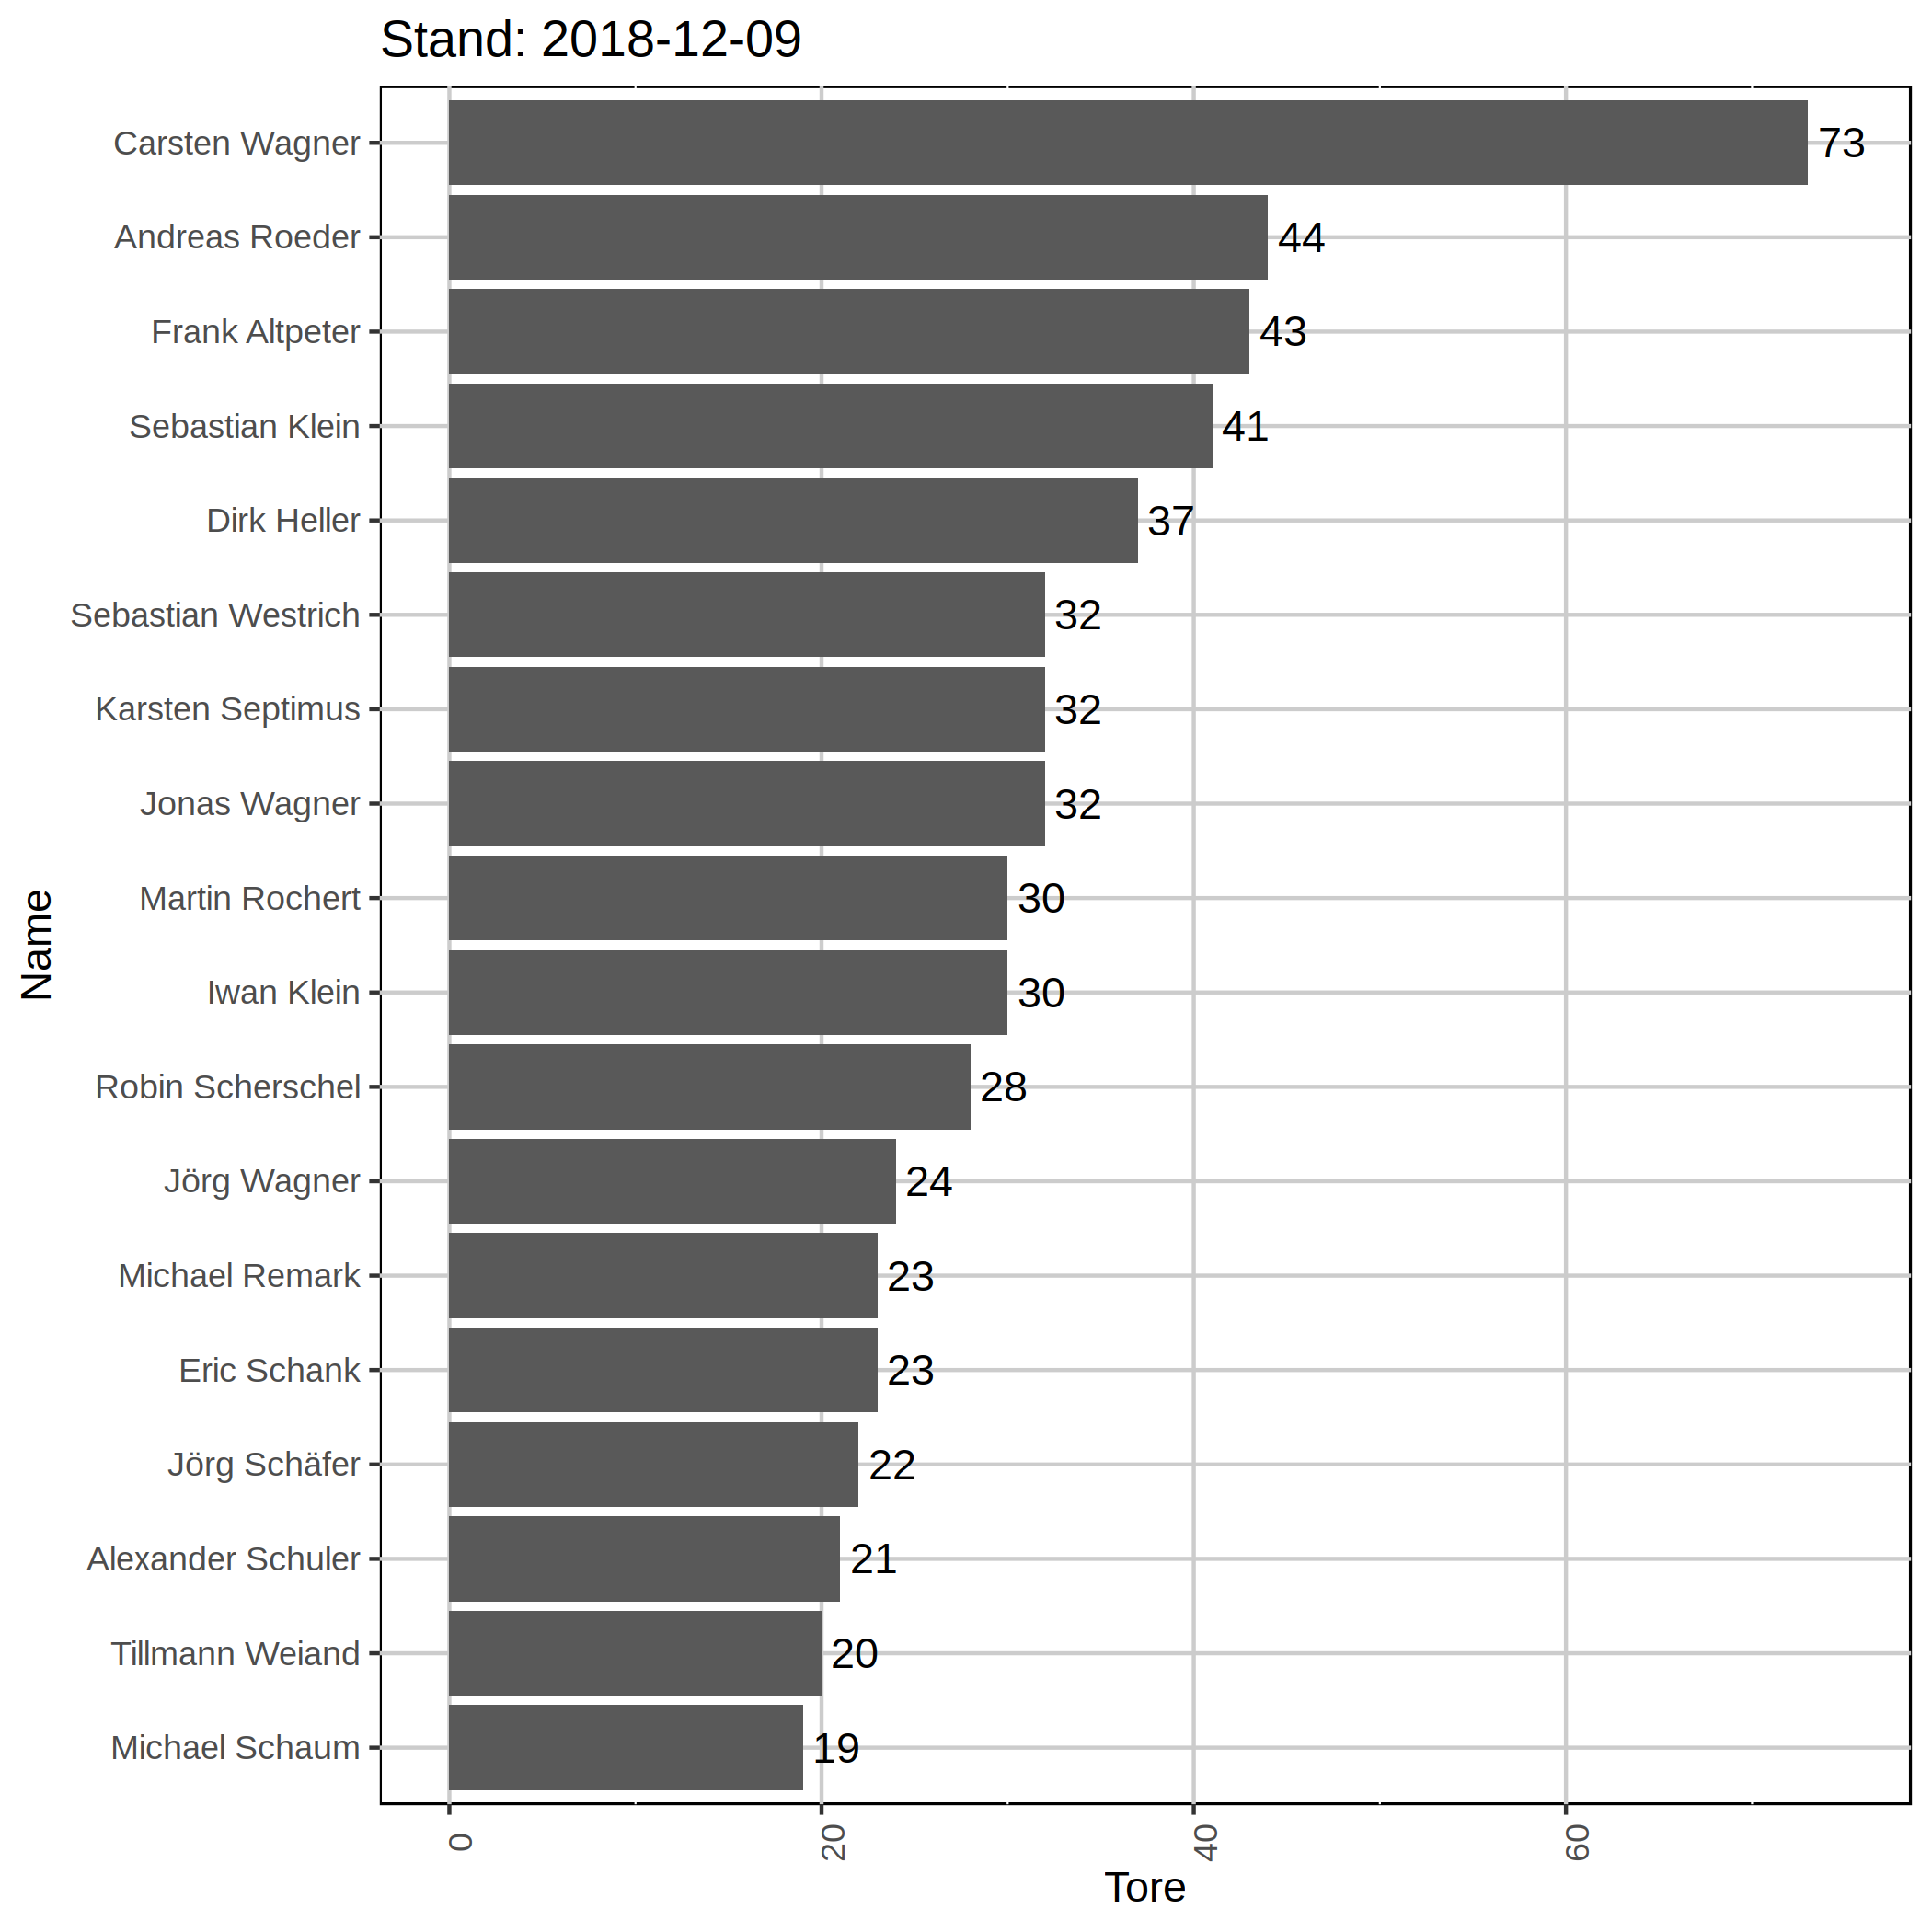 Stand: 2018-12-09
Name
Carsten Wagner 73
Andreas Roeder 44
Frank Altpeter 43
Sebastian Klein 41
Dirk Heller 37
Sebastian Westrich 32
Karsten Septimus 32
Jonas Wagner 32
Martin Rochert 30
Iwan Klein 30
Robin Scherschel 28
Jörg Wagner 24
Michael Remark 23
Eric Schank 23
Jörg Schäfer 22
Alexander Schuler 21
Tillmann Weiand 20
Michael Schaum 19
0 20 40 60
Tore